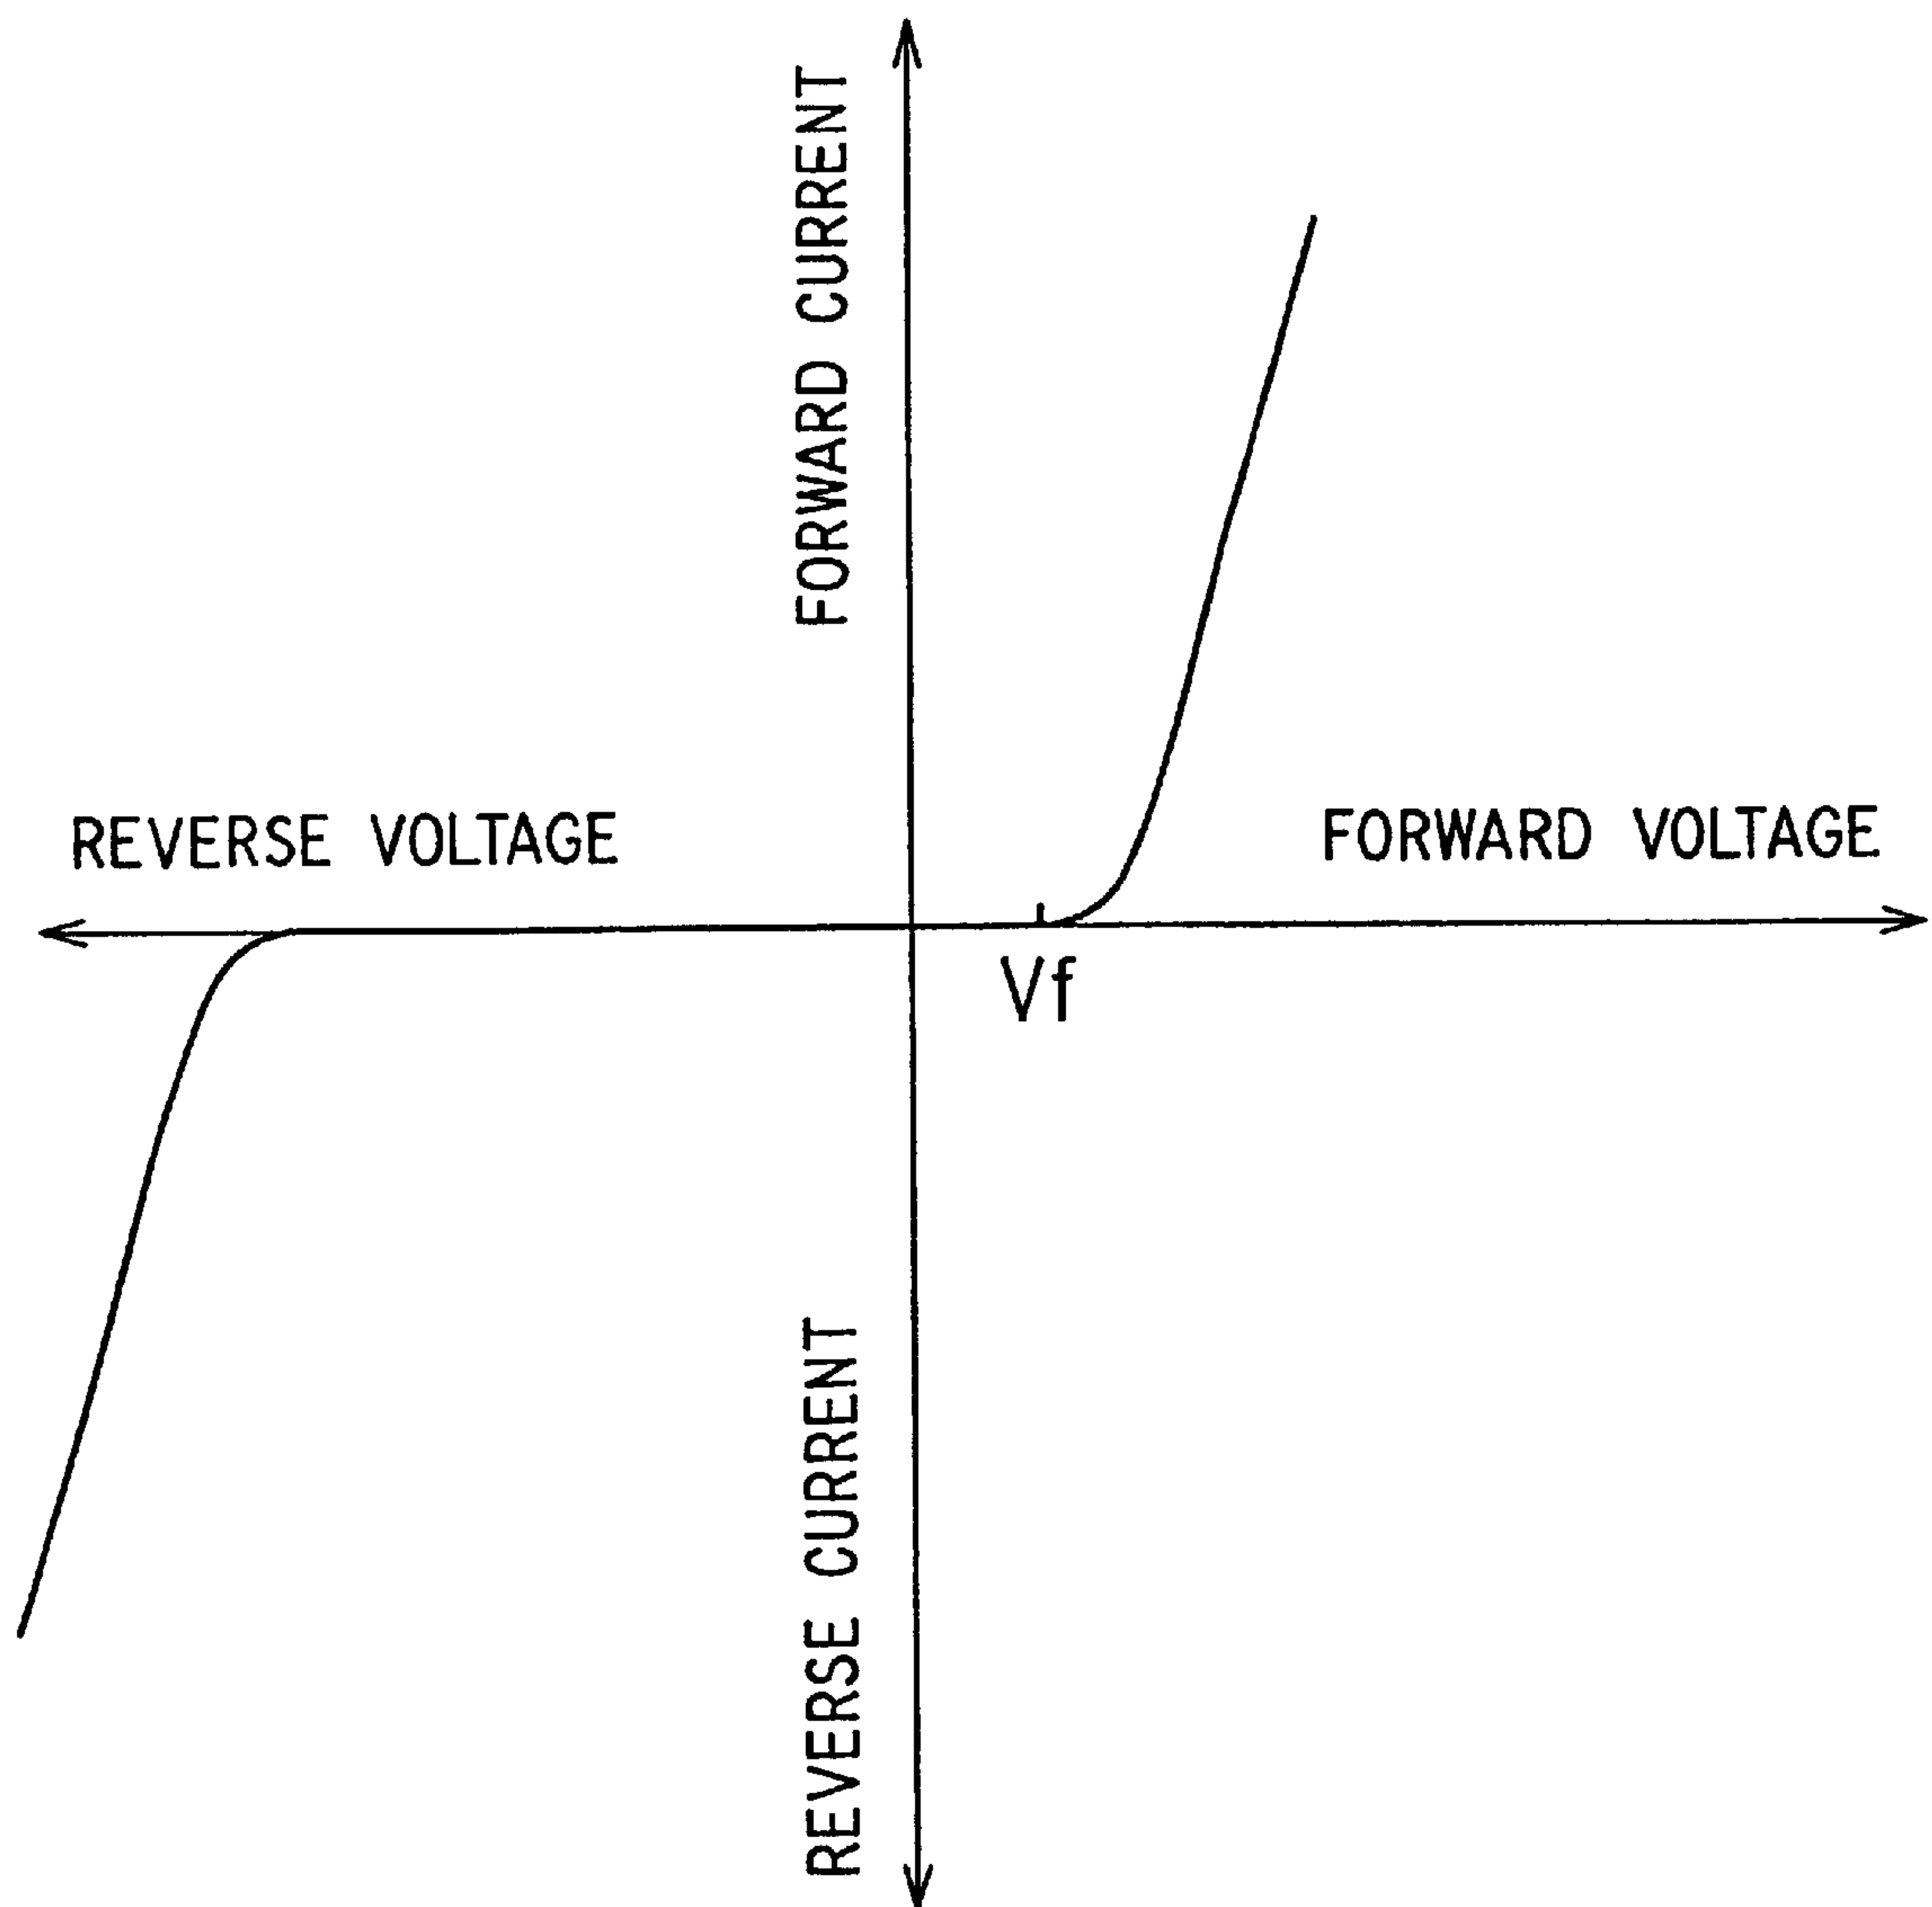 FORWARD CURRENT
REVERSE VOLTAGE
FORWARD VOLTAGE
Vf
REVERSE CURRENT